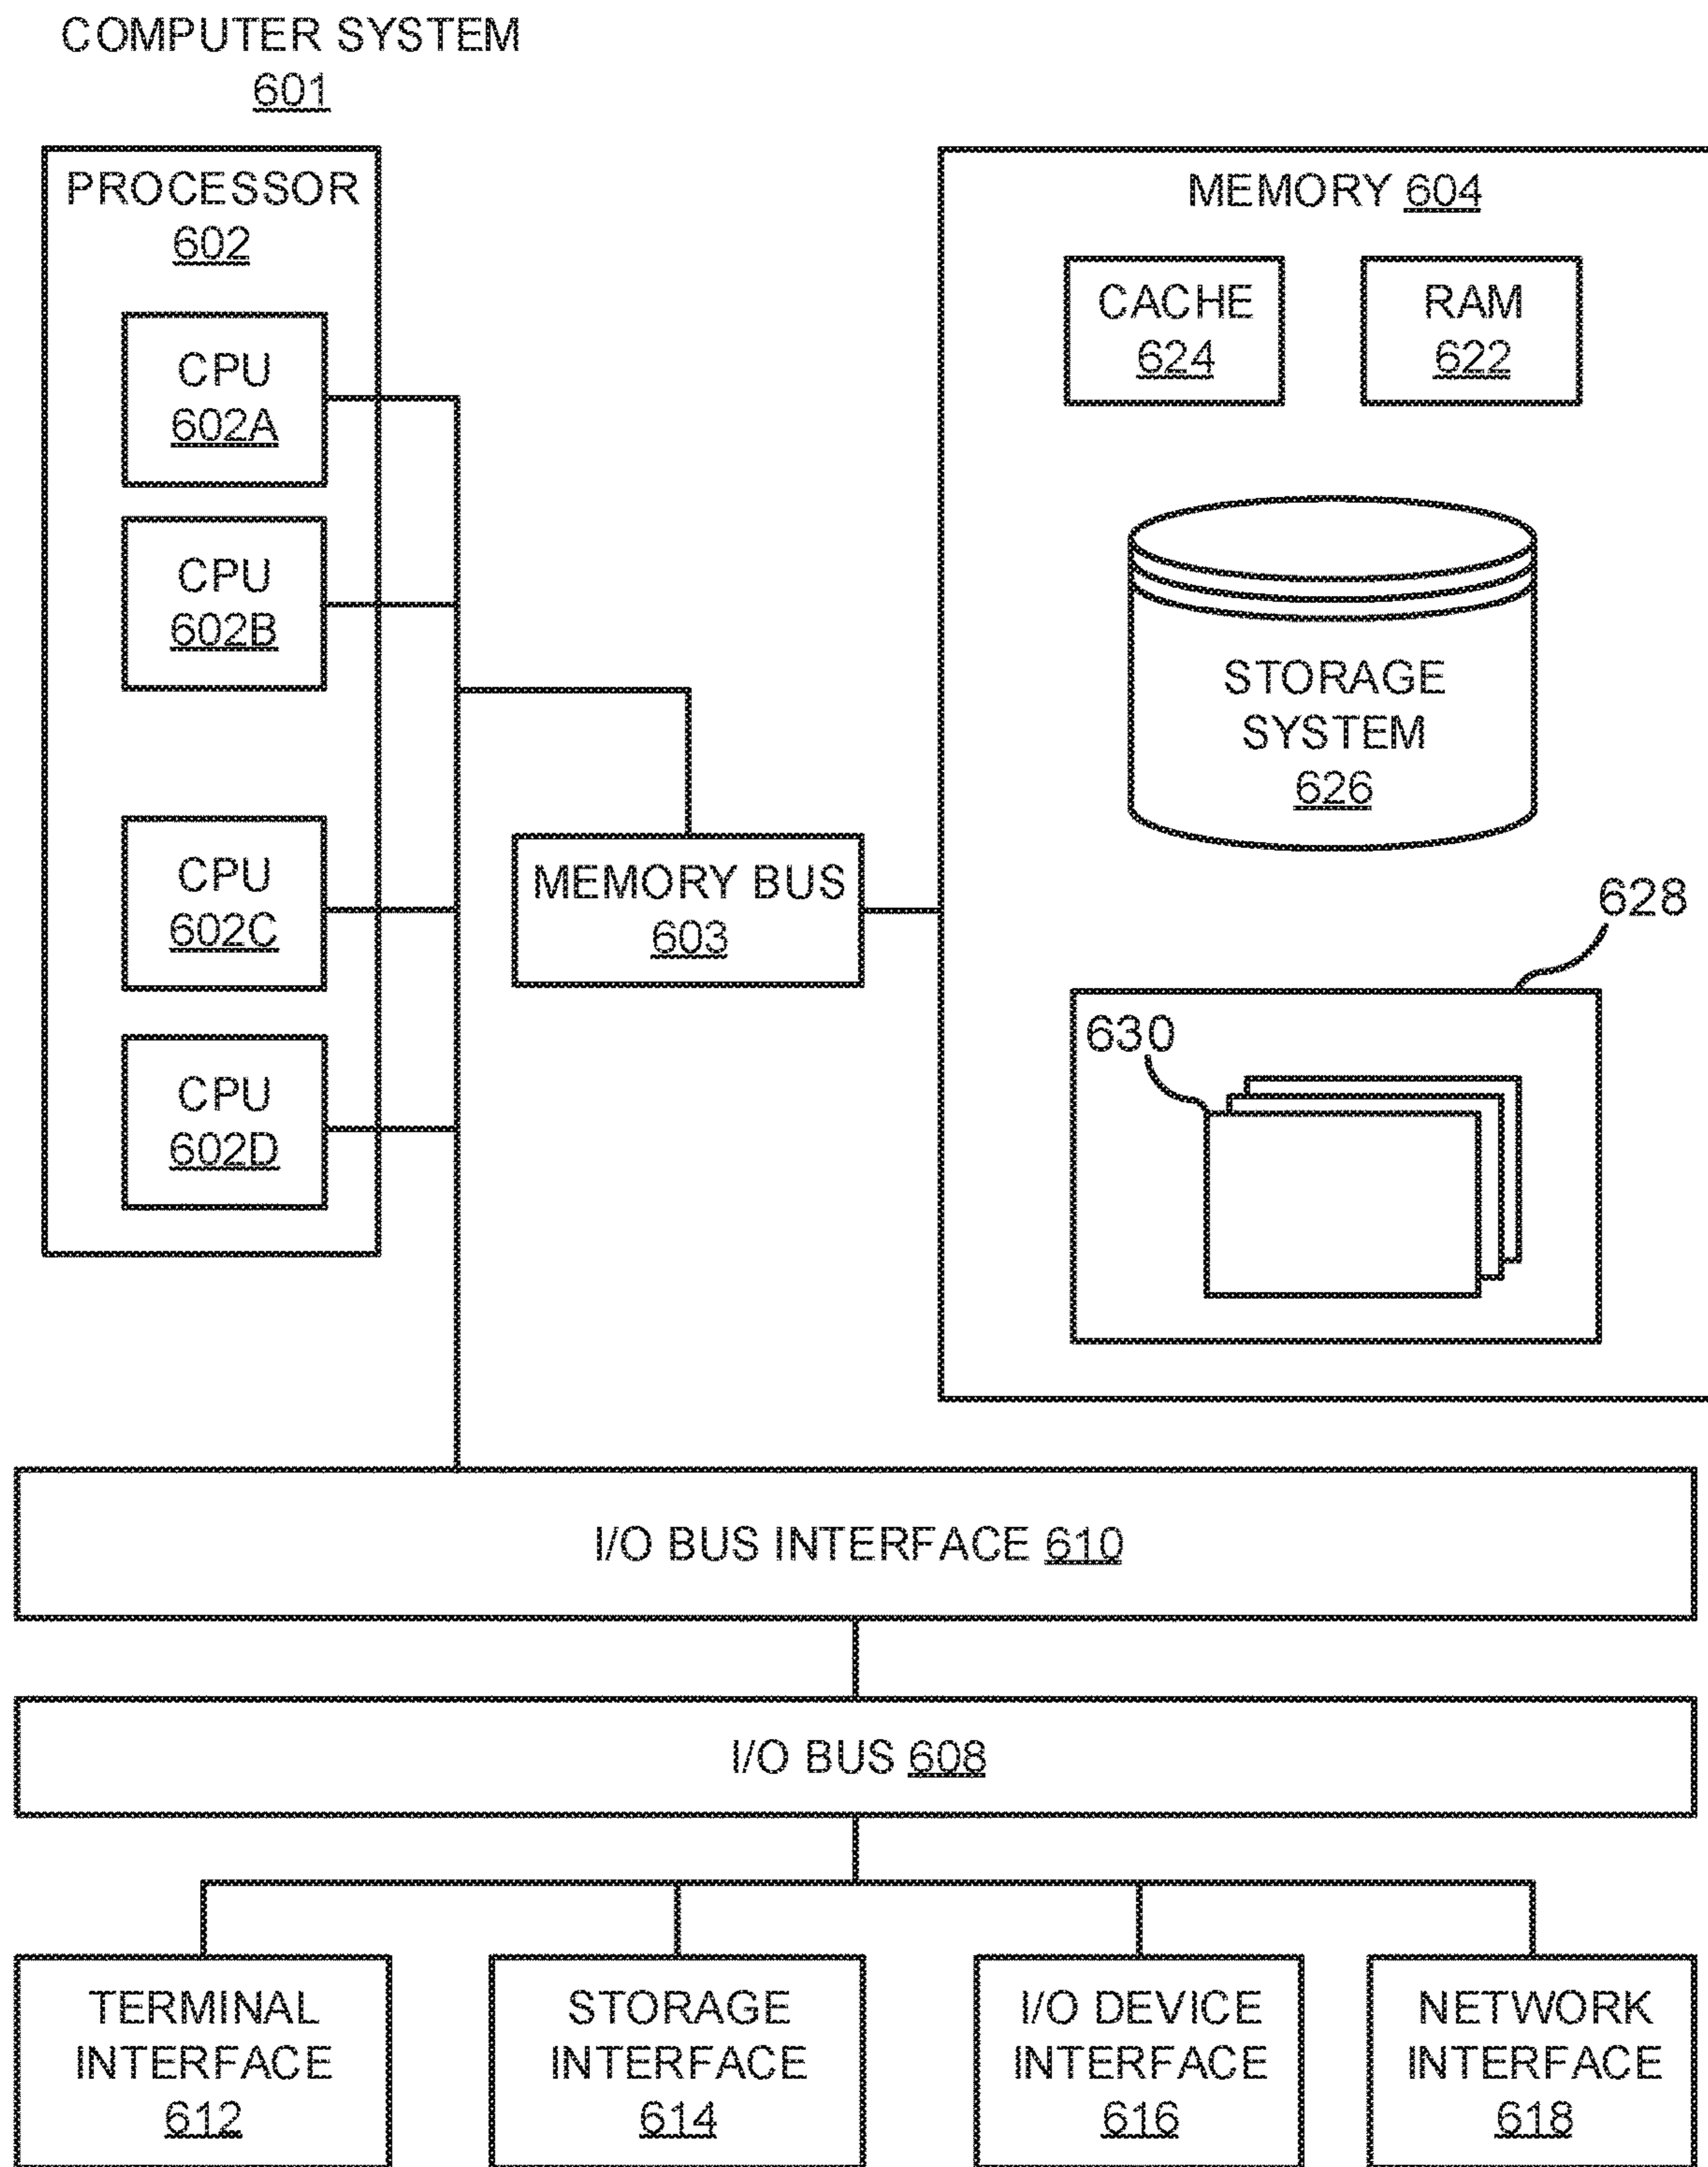 COMPUTER SYSTEM
601
PROCESSOR
602
CPU
602A
CPU
602B
CPU
602C
CPU
602D
MEMORY BUS
603
MEMORY 604
CACHE
624
RAM
622
STORAGE
SYSTEM
626
628
630
I/O BUS INTERFACE 610
I/O BUS 608
TERMINAL
INTERFACE
612
STORAGE
INTERFACE
614
I/O DEVICE
INTERFACE
616
NETWORK
INTERFACE
618